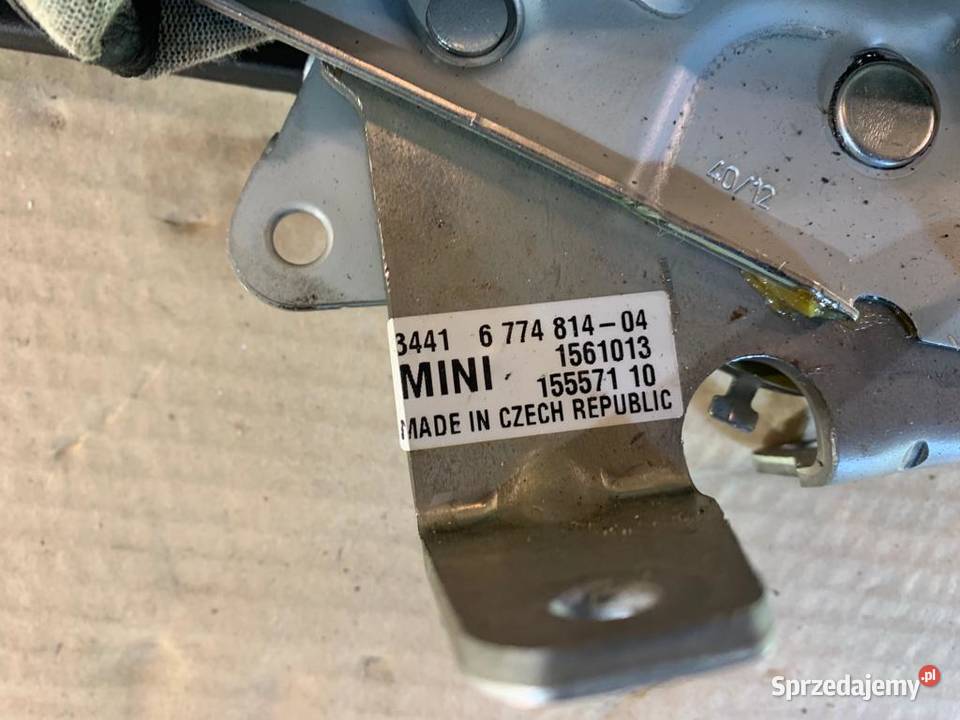 40/12
3441 6 774 814-04
1561013
MINI 155571 10
MADE IN CZECH REPUBLIC
Sprzedajemy.pl